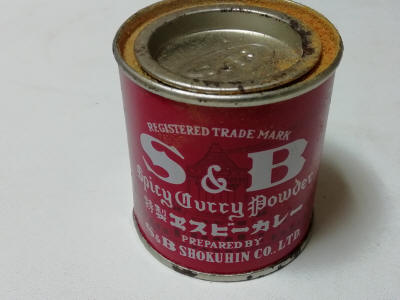 REGISTERED TRADE MARK
S&B
Spicy Curry Powder
特製 ヱスビーカレー
PREPARED BY
S&B SHOKUHIN CO., LTD.